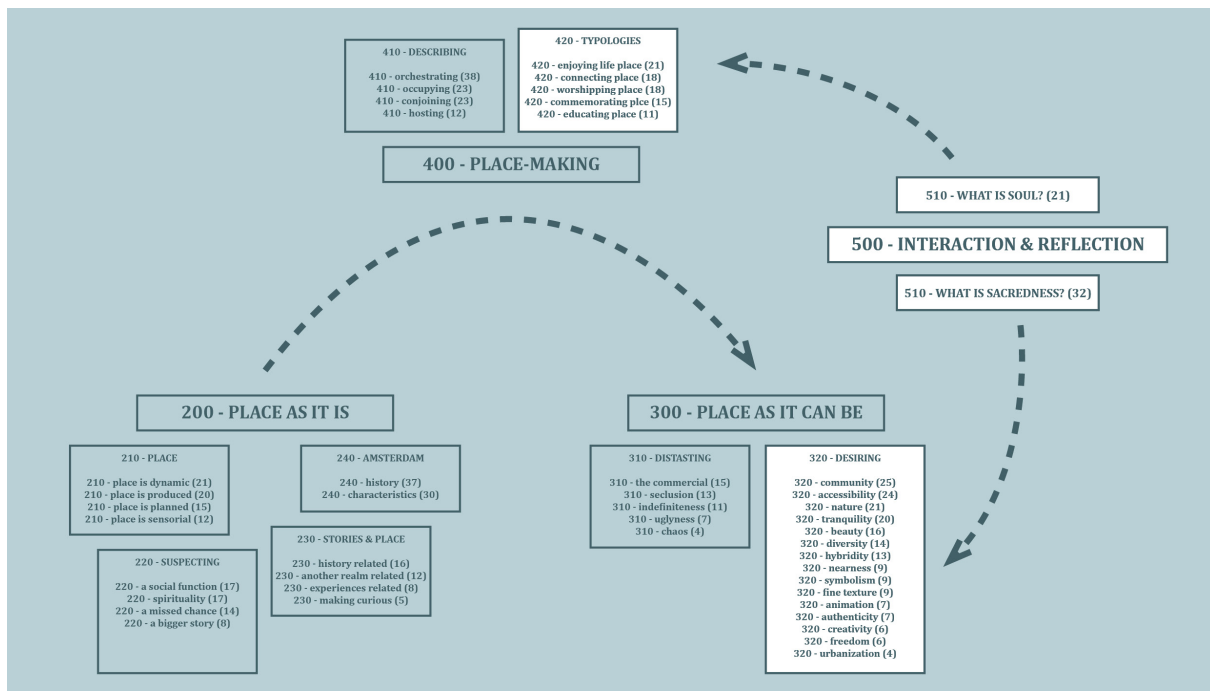 410 - DESCRIBING
410 - orchestrating (38)
410 - occupying (23)
410 - conjoining (23)
410 - hosting (12)
420 - TYPOLOGIES
420 - enjoying life place (21)
420 - connecting place (18)
420 - worshipping place (18)
420 - commemorating plce (15)
420 - educating place (11)
400 - PLACE-MAKING
510 - WHAT IS SOUL? (21)
500 - INTERACTION & REFLECTION
510 - WHAT IS SACREDNESS? (32)
200 - PLACE AS IT IS
210 - PLACE
210 - place is dynamic (21)
210 - place is produced (20)
210 - place is planned (15)
210 - place is sensorial (12)
240 - AMSTERDAM
240 - history (37)
240 - characteristics (30)
220 - SUSPECTING
220 - a social function (17)
220 - spirituality (17)
220 - a missed chance (14)
220 - a bigger story (8)
230 - STORIES & PLACE
230 - history related (16)
230 - another realm related (12)
230 - experiences related (8)
230 - making curious (5)
300 - PLACE AS IT CAN BE
310 - DISTASTING
310 - the commercial (15)
310 - seclusion (13)
310 - indefiniteness (11)
310 - uglyness (7)
310 - chaos (4)
320 - DESIRING
320 - community (25)
320 - accessibility (24)
320 - nature (21)
320 - tranquility (20)
320 - beauty (16)
320 - diversity (14)
320 - hybridity (13)
320 - nearness (9)
320 - symbolism (9)
320 - fine texture (9)
320 - animation (7)
320 - authenticity (7)
320 - creativity (6)
320 - freedom (6)
320 - urbanization (4)